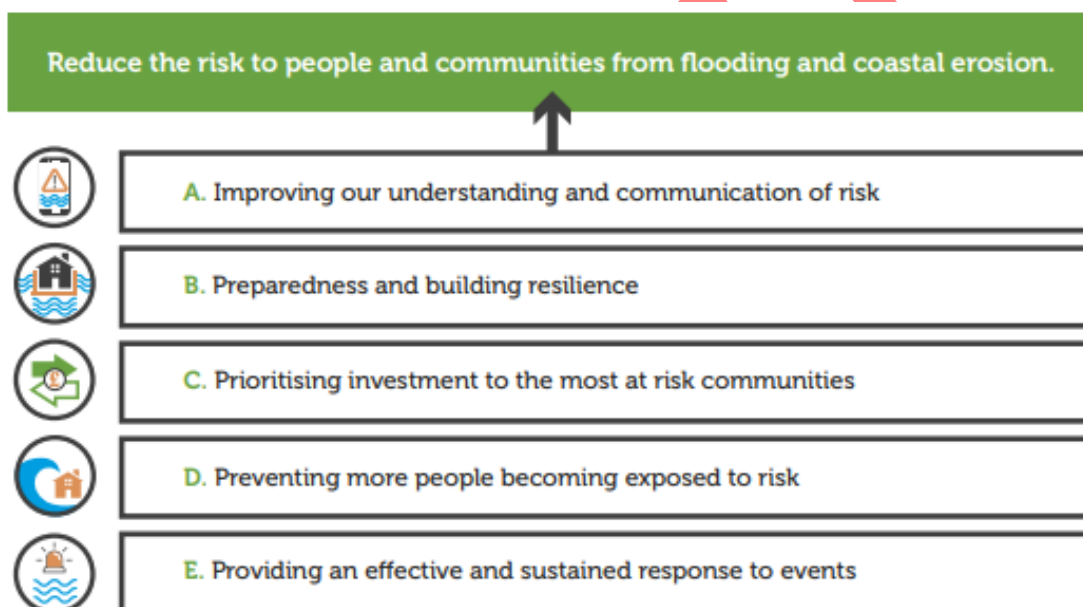 Reduce the risk to people and communities from flooding and coastal erosion.
A. Improving our understanding and communication of risk
B. Preparedness and building resilience
£
C. Prioritising investment to the most at risk communities
D. Preventing more people becoming exposed to risk
E. Providing an effective and sustained response to events